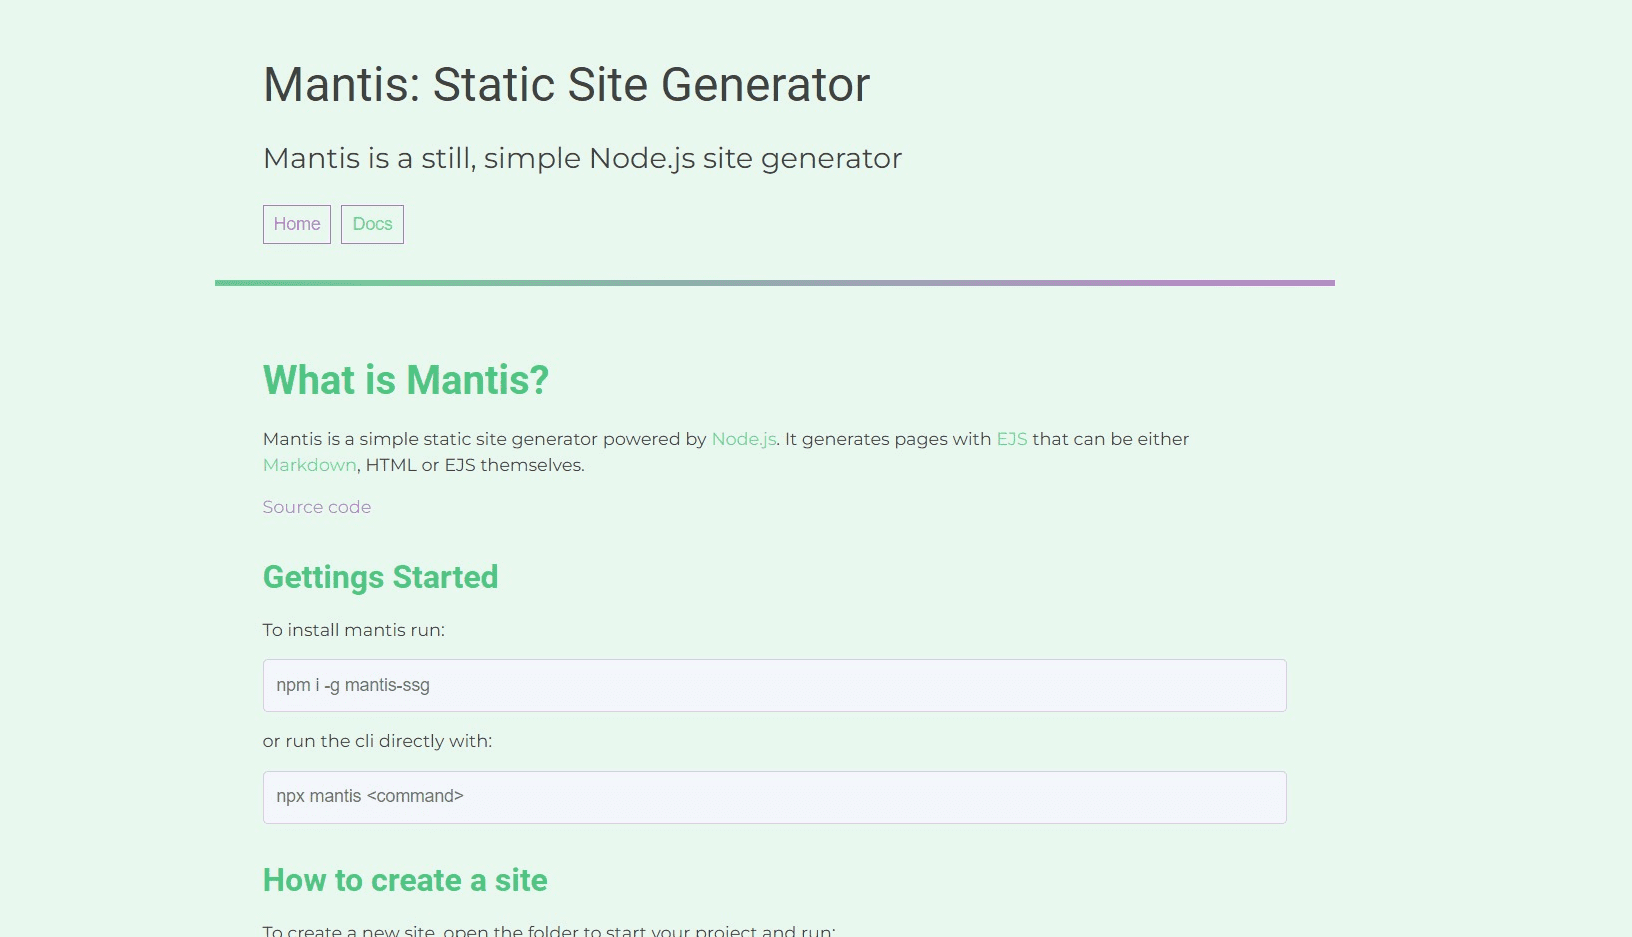 Mantis: Static Site Generator
Mantis is a still, simple Node.js site generator
Home Docs
What is Mantis?
Mantis is a simple static site generator powered by Node.js. It generates pages with EJS that can be either
Markdown, HTML or EJS themselves.
Source code
Gettings Started
To install mantis run:
npm i -g mantis-ssg
or run the cli directly with:
npx mantis <command>
How to create a site
To create a new site, open the folder to start your project and run: